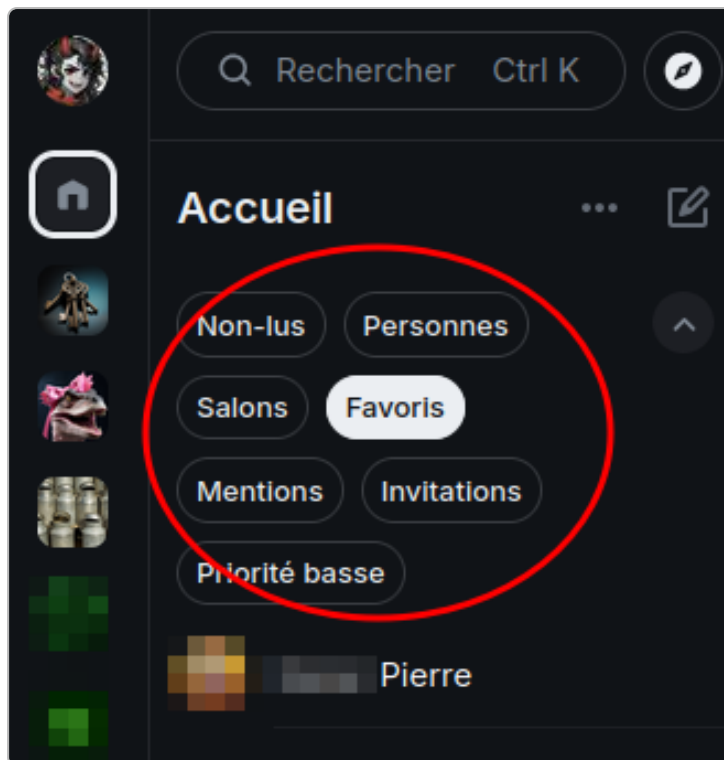 Rechercher Ctrl K
Accueil
Non-lus Personnes
Salons Favoris
Mentions Invitations
Priorité basse
Pierre